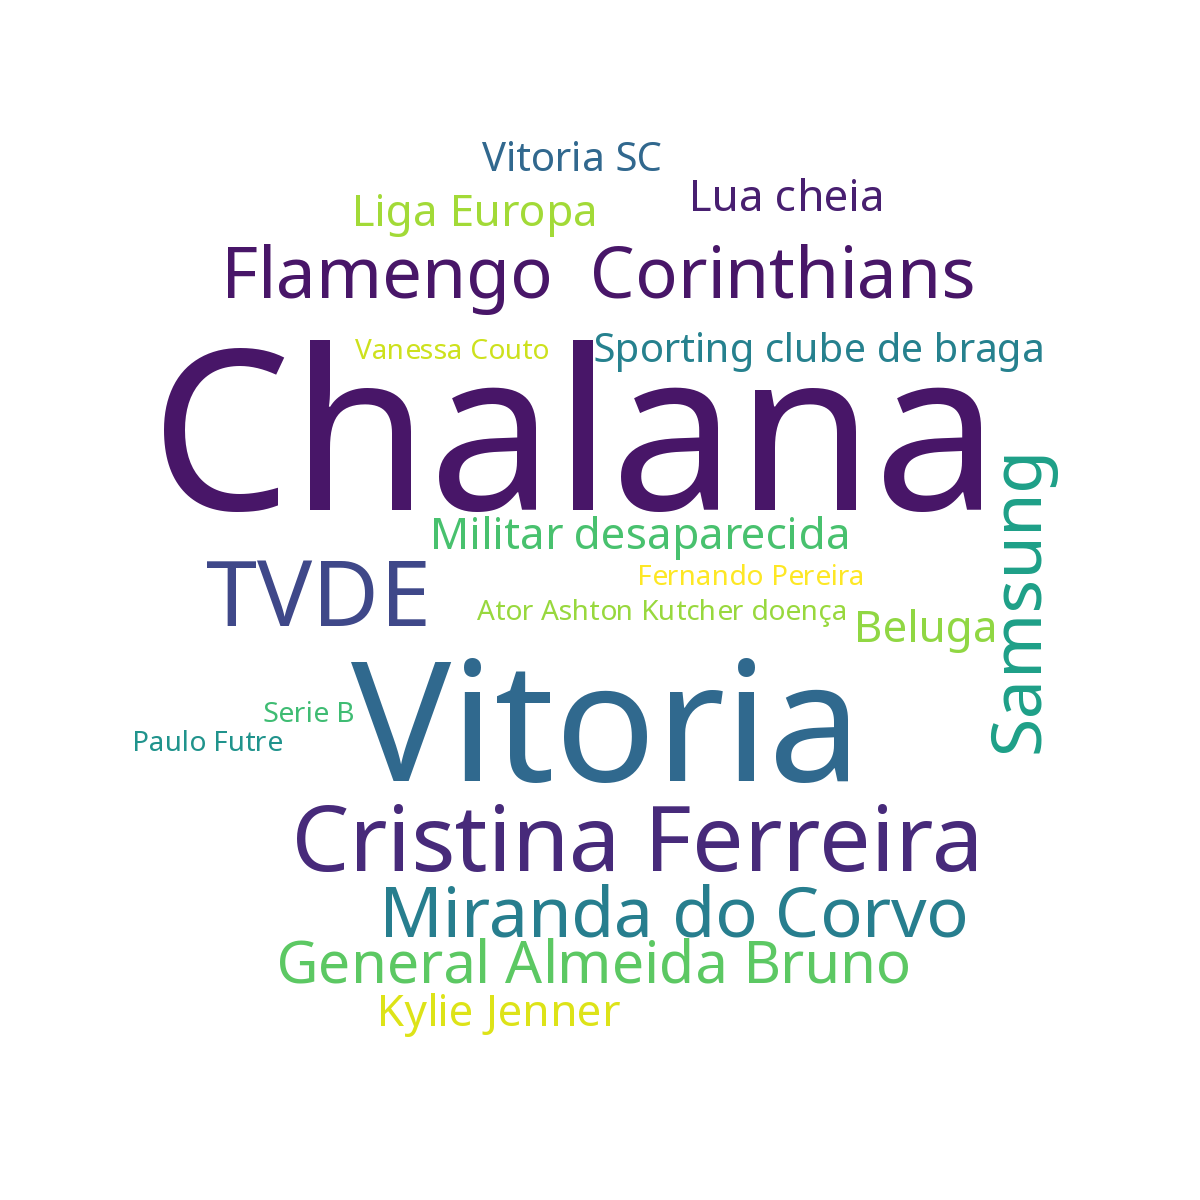 Vitoria SC
Lua cheia
Liga Europa
Flamengo Corinthians
Vanessa Couto
Sporting clube de braga
Chalana
Samsung
Militar desaparecida
TVDE
Fernando Pereira
Ator Ashton Kutcher doença
Beluga
Vitoria
Serie B
Paulo Futre
Cristina Ferreira
Miranda do Corvo
General Almeida Bruno
Kylie Jenner